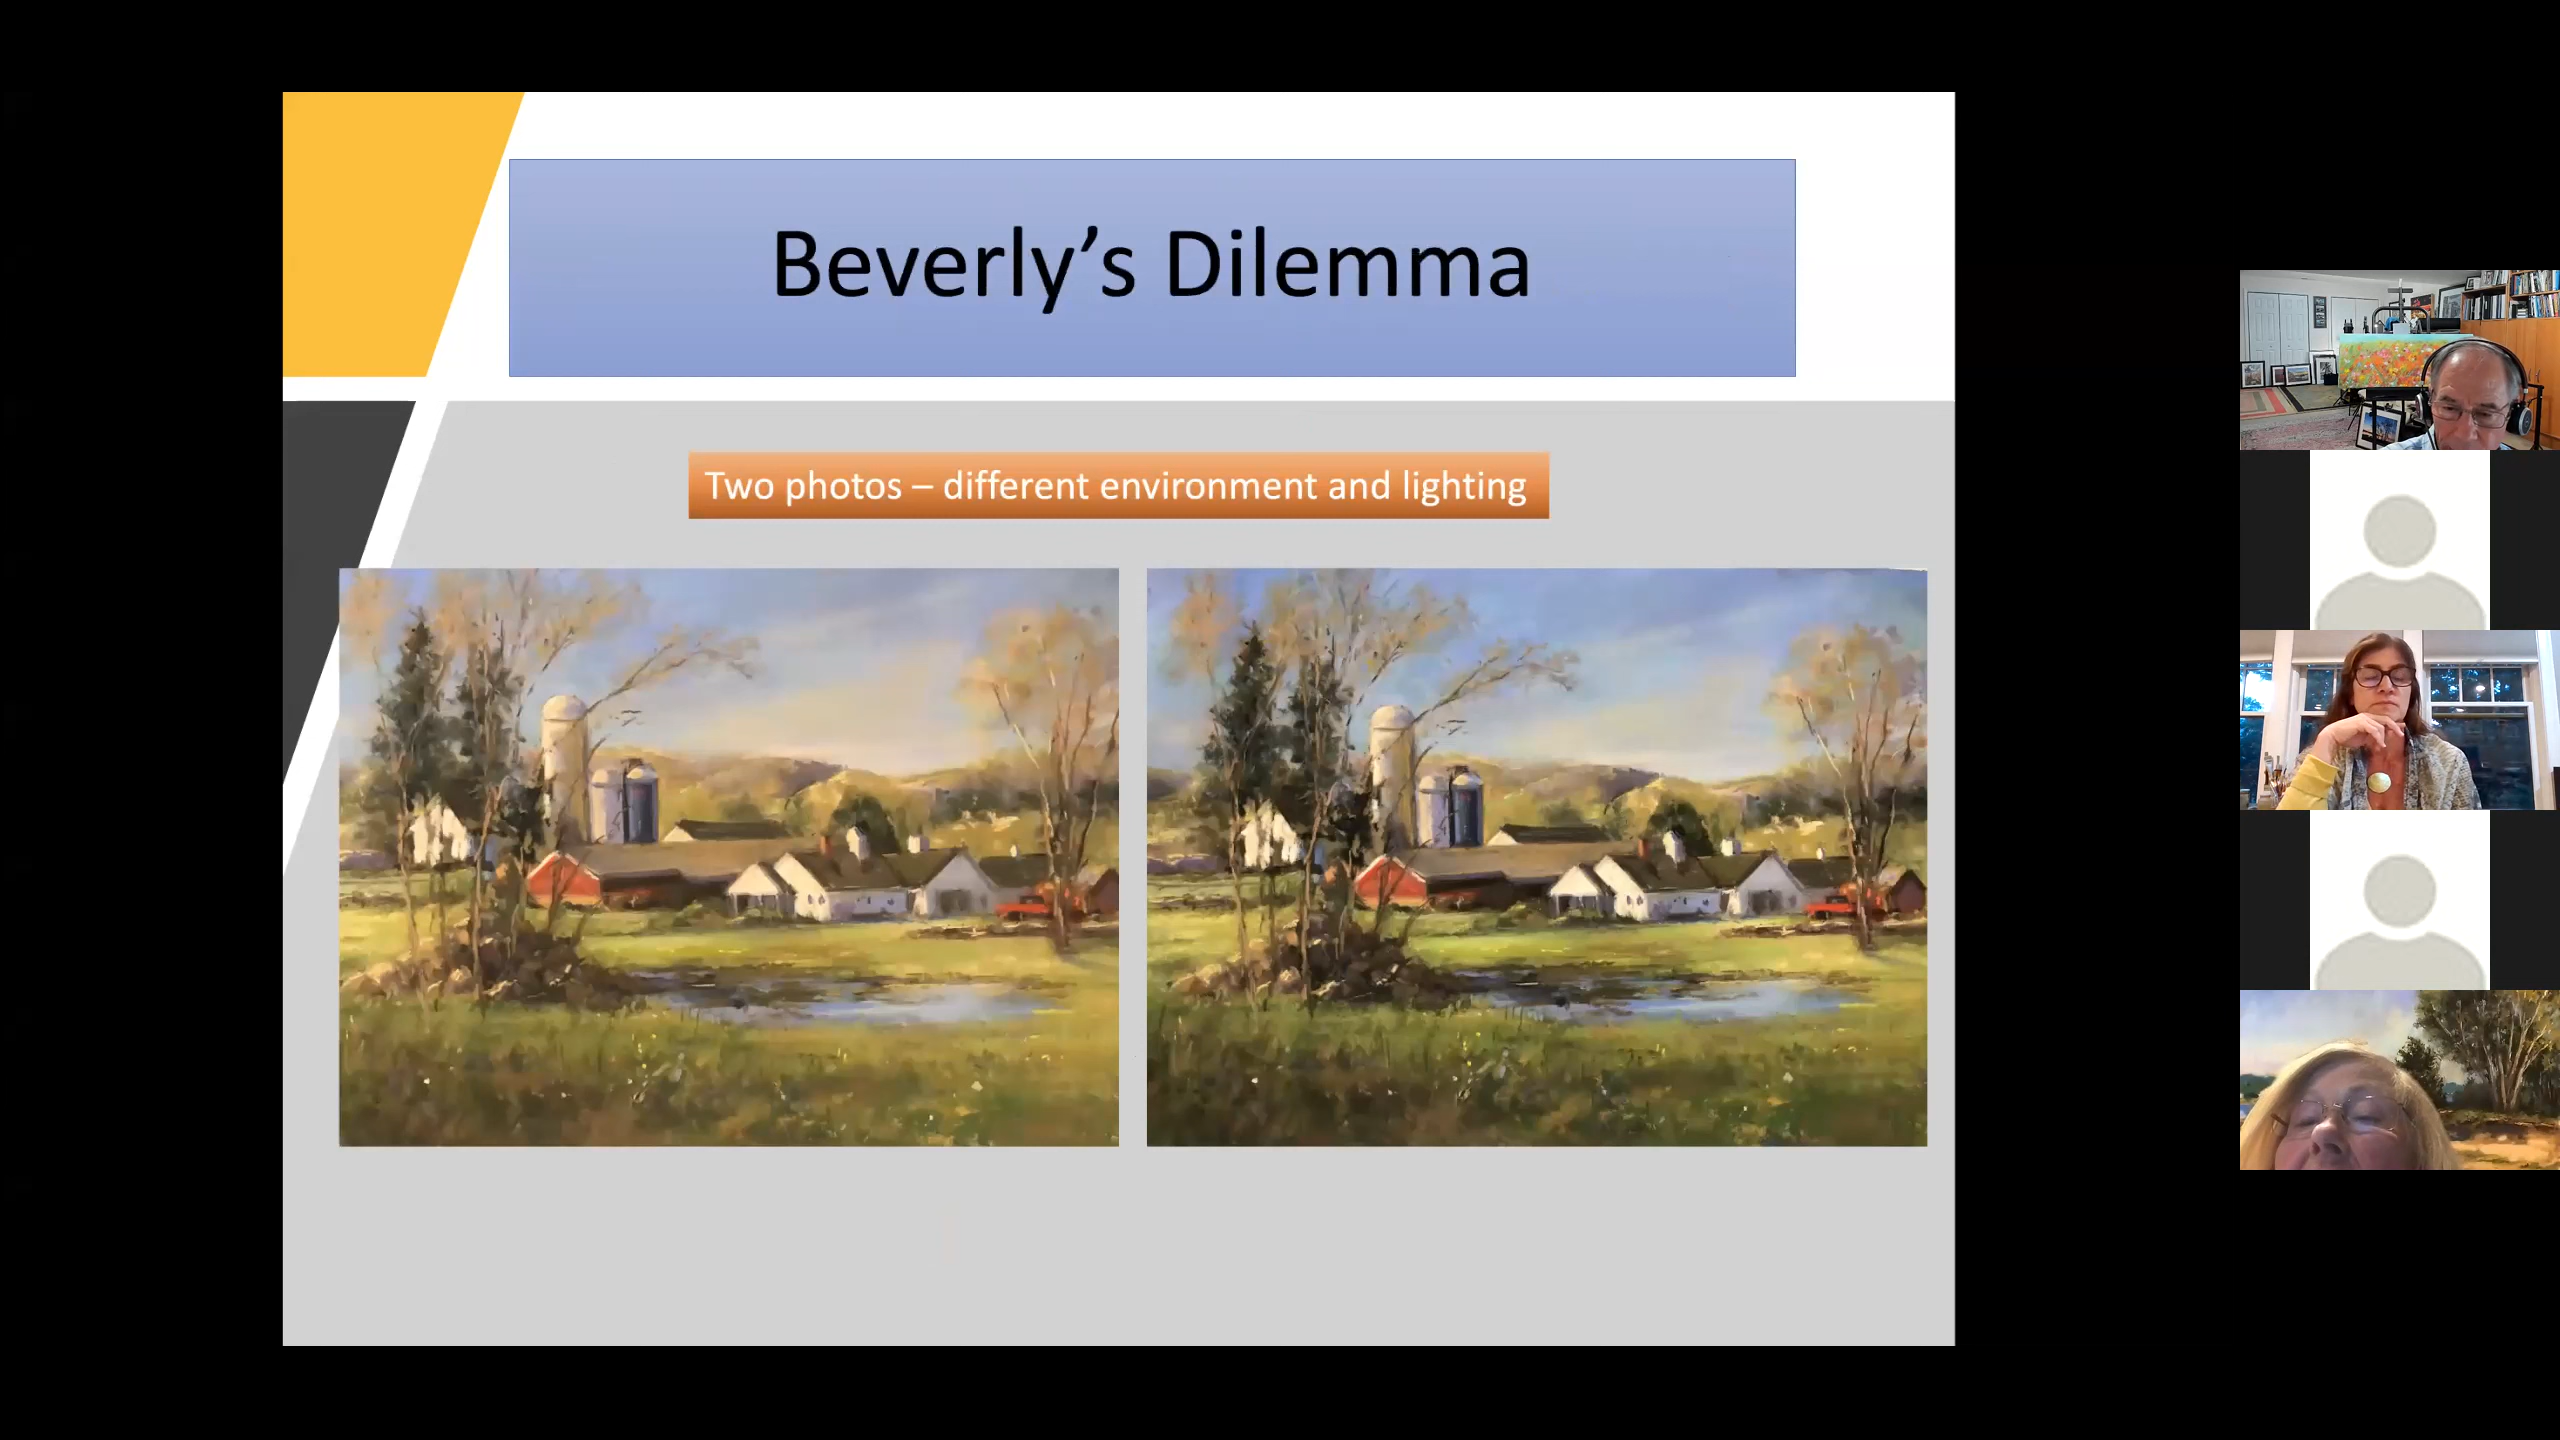 Beverly’s Dilemma
Two photos – different environment and lighting